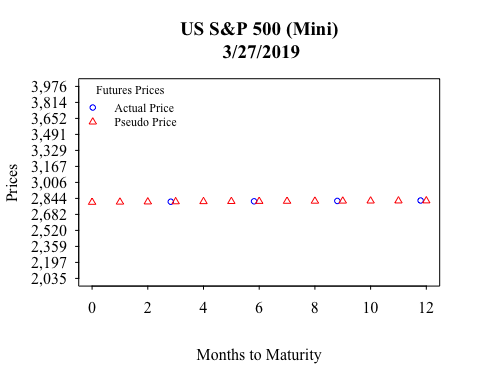 US S&P 500 (Mini)
3/27/2019
Futures Prices
Actual Price
Pseudo Price
Prices
3,976
3,814
3,652
3,491
3,329
3,167
3,006
2,844
2,682
2,520
2,359
2,197
2,035
0 2 4 6 8 10 12
Months to Maturity